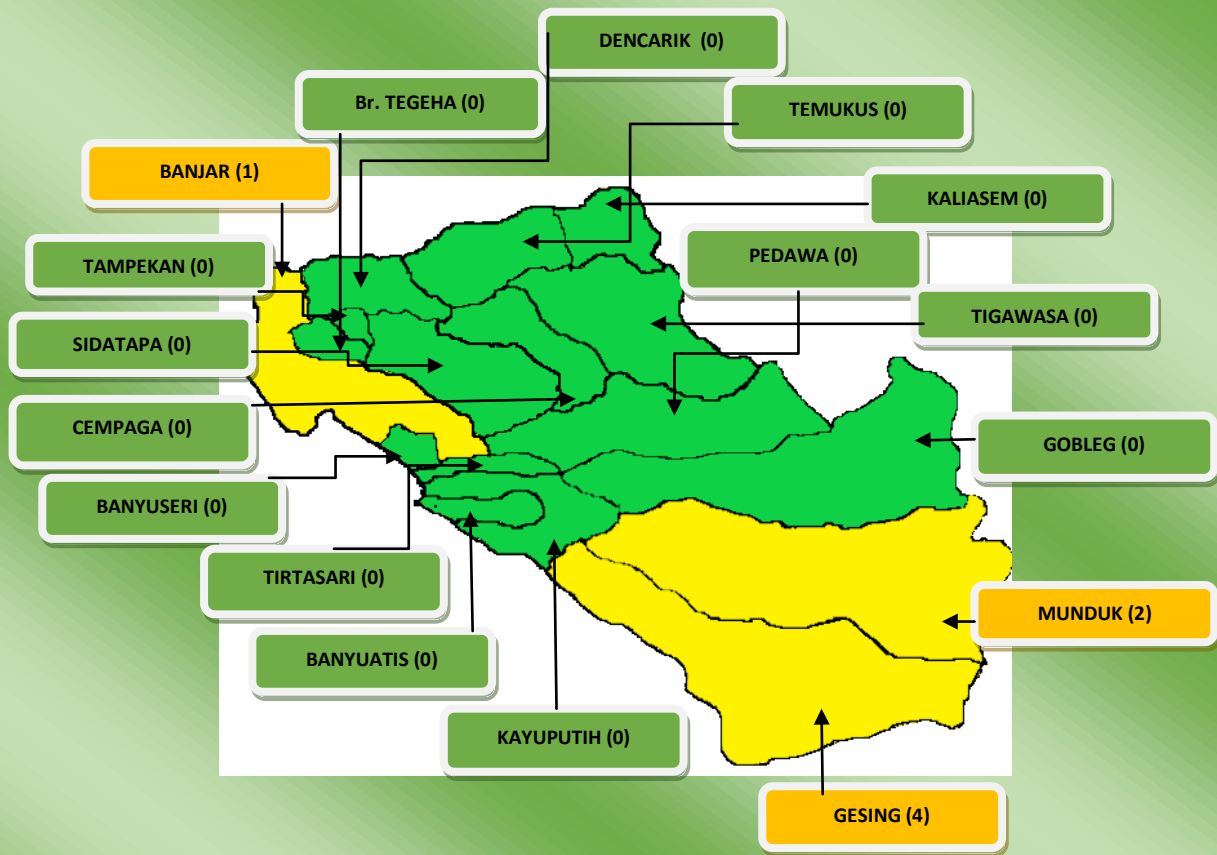 DENCARIK  (0)
Br. TEGEHA (0)
TEMUKUS (0)
BANJAR (1)
KALIASEM (0)
TAMPEKAN (0)
PEDAWA (0)
SIDATAPA (0)
TIGAWASA (0)
CEMPAGA (0)
GOBLEG (0)
BANYUSERI (0)
TIRTASARI (0)
MUNDUK (2)
BANYUATIS (0)
KAYUPUTIH (0)
GESING (4)